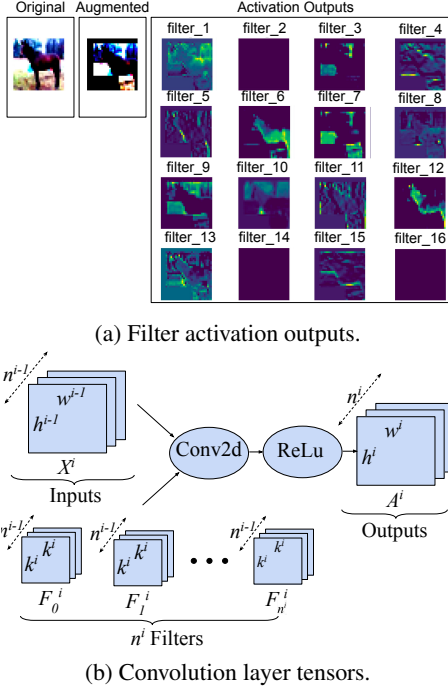 Original Augmented Activation Outputs
filter_1 filter_2 filter_3 filter_4
filter_5 filter_6 filter_7 filter_8
filter_9 filter_10 filter_11 filter_12
filter_13 filter_14 filter_15 filter_16
(a) Filter activation outputs.
n^{i-1} n^i
w^{i-1} w^i
h^{i-1} Conv2d ReLu h^i
X^i A^i
Inputs Outputs
n^{i-1} n^{i-1} n^{i-1}
k^i k^i k^i k^i k^i k^i
F_0^i F_1^i F_{n^i}^i
n^i Filters
(b) Convolution layer tensors.